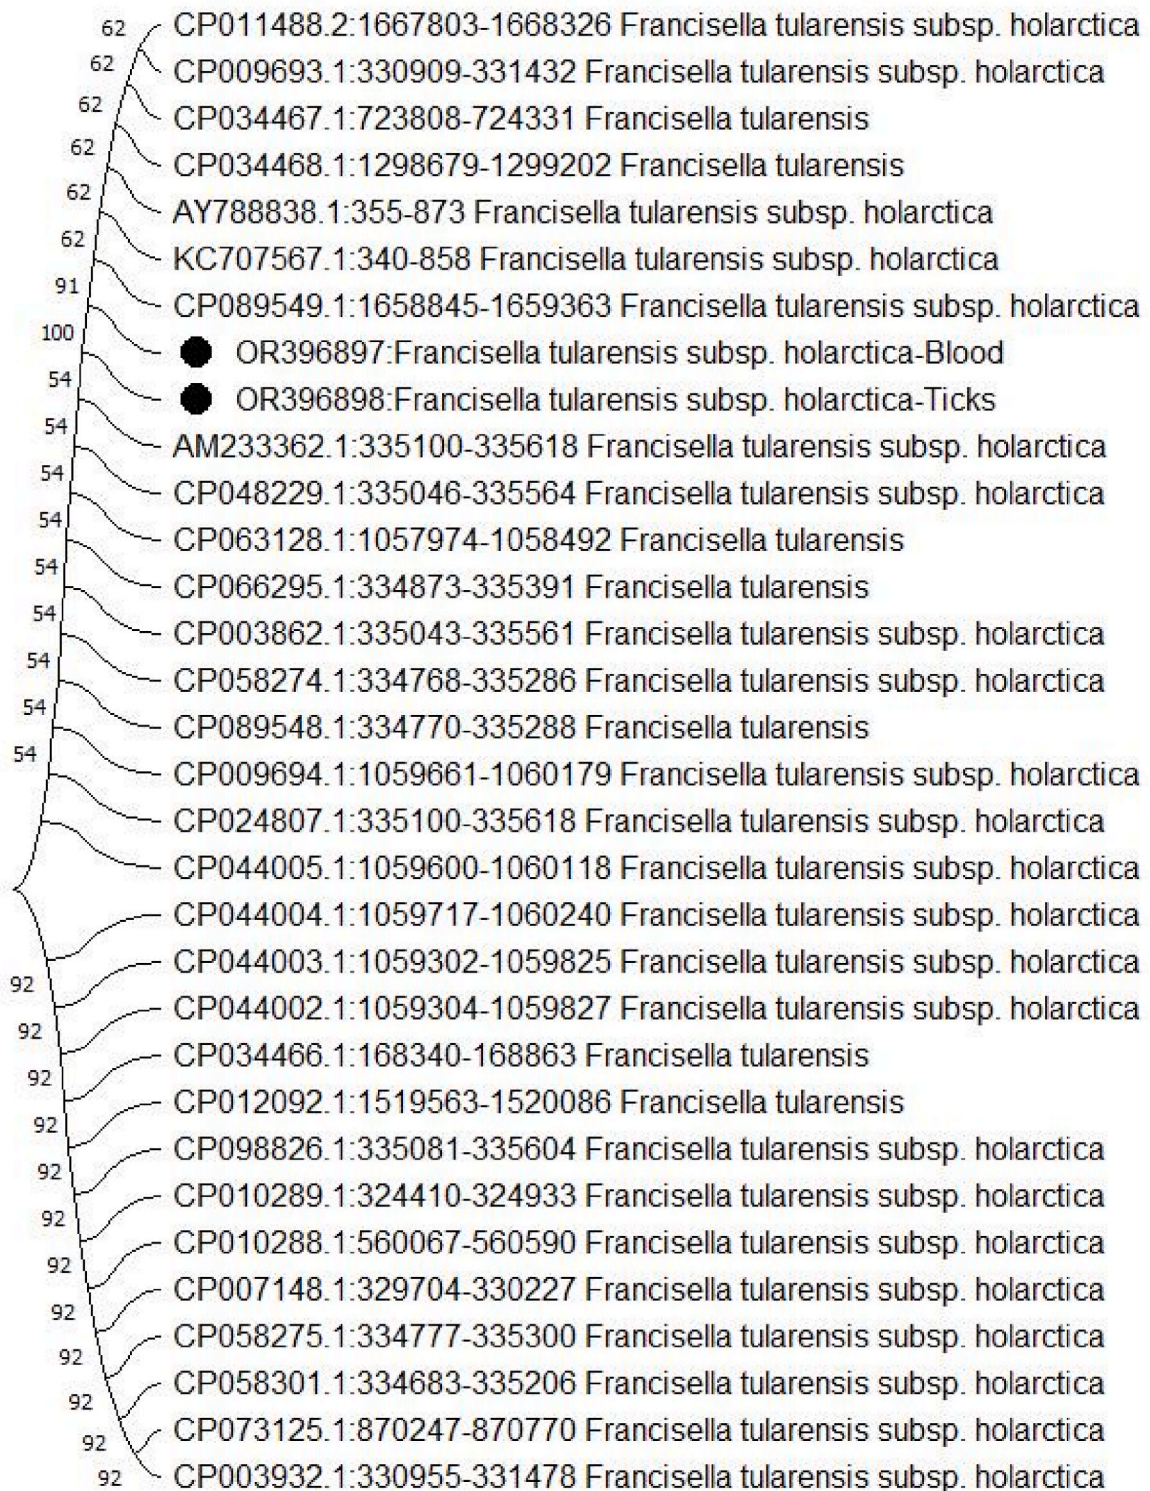 62 CP011488.2:1667803-1668326 Francisella tularensis subsp. holarctica
62 CP009693.1:330909-331432 Francisella tularensis subsp. holarctica
62 CP034467.1:723808-724331 Francisella tularensis
62 CP034468.1:1298679-1299202 Francisella tularensis
62 AY788838.1:355-873 Francisella tularensis subsp. holarctica
62 KC707567.1:340-858 Francisella tularensis subsp. holarctica
91 CP089549.1:1658845-1659363 Francisella tularensis subsp. holarctica
100 OR396897:Francisella tularensis subsp. holarctica-Blood
54 OR396898:Francisella tularensis subsp. holarctica-Ticks
54 AM233362.1:335100-335618 Francisella tularensis subsp. holarctica
54 CP048229.1:335046-335564 Francisella tularensis subsp. holarctica
54 CP063128.1:1057974-1058492 Francisella tularensis
54 CP066295.1:334873-335391 Francisella tularensis
54 CP003862.1:335043-335561 Francisella tularensis subsp. holarctica
54 CP058274.1:334768-335286 Francisella tularensis subsp. holarctica
54 CP089548.1:334770-335288 Francisella tularensis
54 CP009694.1:1059661-1060179 Francisella tularensis subsp. holarctica
CP024807.1:335100-335618 Francisella tularensis subsp. holarctica
CP044005.1:1059600-1060118 Francisella tularensis subsp. holarctica
CP044004.1:1059717-1060240 Francisella tularensis subsp. holarctica
92 CP044003.1:1059302-1059825 Francisella tularensis subsp. holarctica
92 CP044002.1:1059304-1059827 Francisella tularensis subsp. holarctica
92 CP034466.1:168340-168863 Francisella tularensis
92 CP012092.1:1519563-1520086 Francisella tularensis
92 CP098826.1:335081-335604 Francisella tularensis subsp. holarctica
92 CP010289.1:324410-324933 Francisella tularensis subsp. holarctica
92 CP010288.1:560067-560590 Francisella tularensis subsp. holarctica
92 CP007148.1:329704-330227 Francisella tularensis subsp. holarctica
92 CP058275.1:334777-335300 Francisella tularensis subsp. holarctica
92 CP058301.1:334683-335206 Francisella tularensis subsp. holarctica
92 CP073125.1:870247-870770 Francisella tularensis subsp. holarctica
92 CP003932.1:330955-331478 Francisella tularensis subsp. holarctica